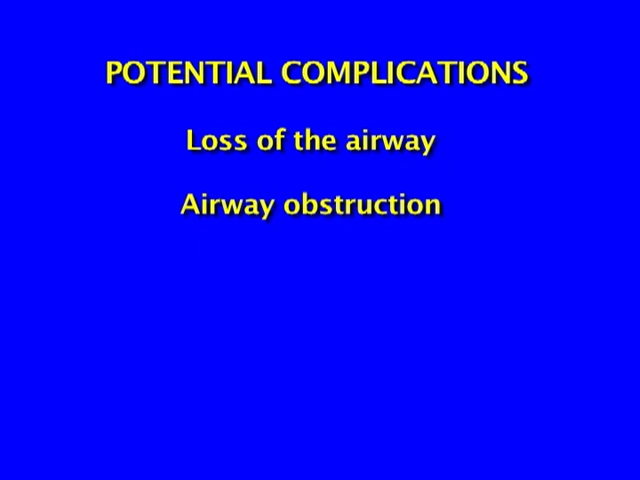 POTENTIAL COMPLICATIONS
Loss of the airway
Airway obstruction